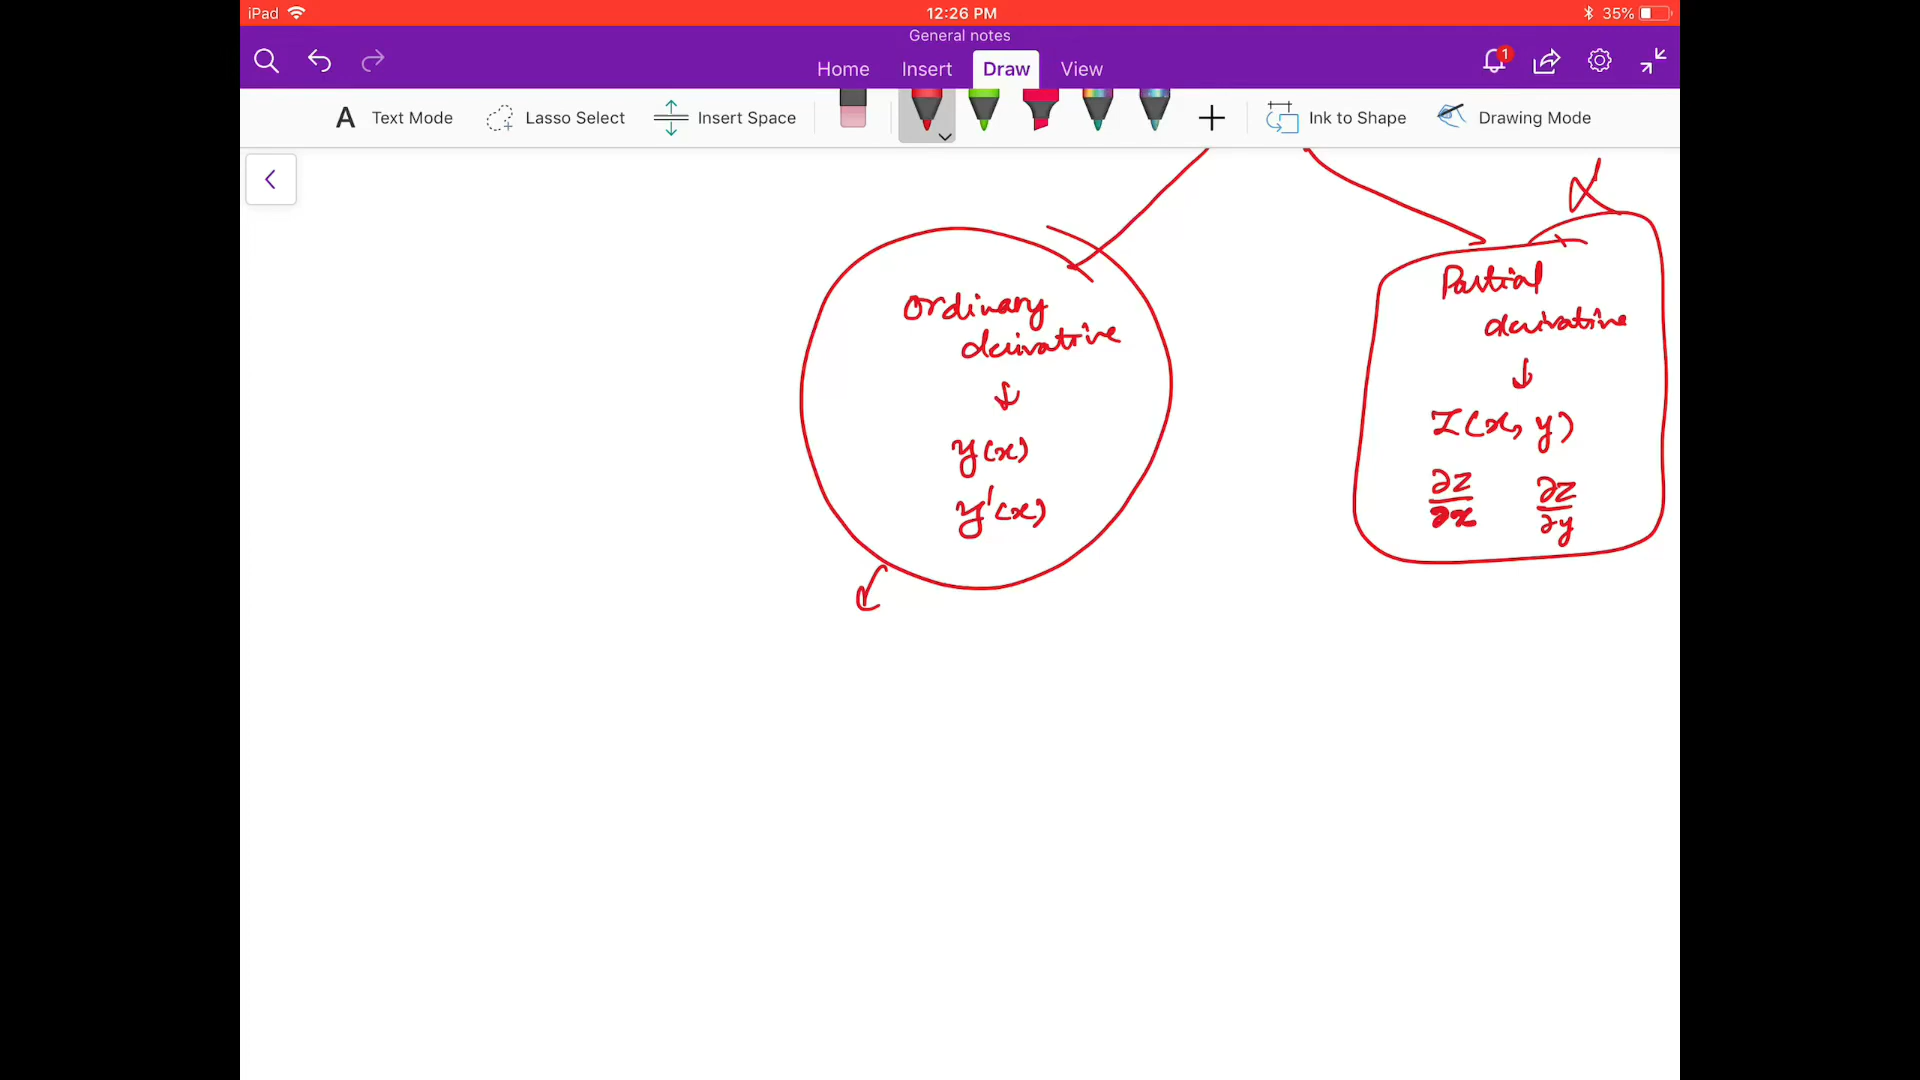 iPad
12:26 PM
35%
General notes
Home
Insert
Draw
View
1
A Text Mode
Lasso Select
Insert Space
Ink to Shape
Drawing Mode
Ordinary
derivative
↓
y(x)
y'(x)
Partial
derivative
↓
Z(x, y)
∂z/∂x ∂z/∂y